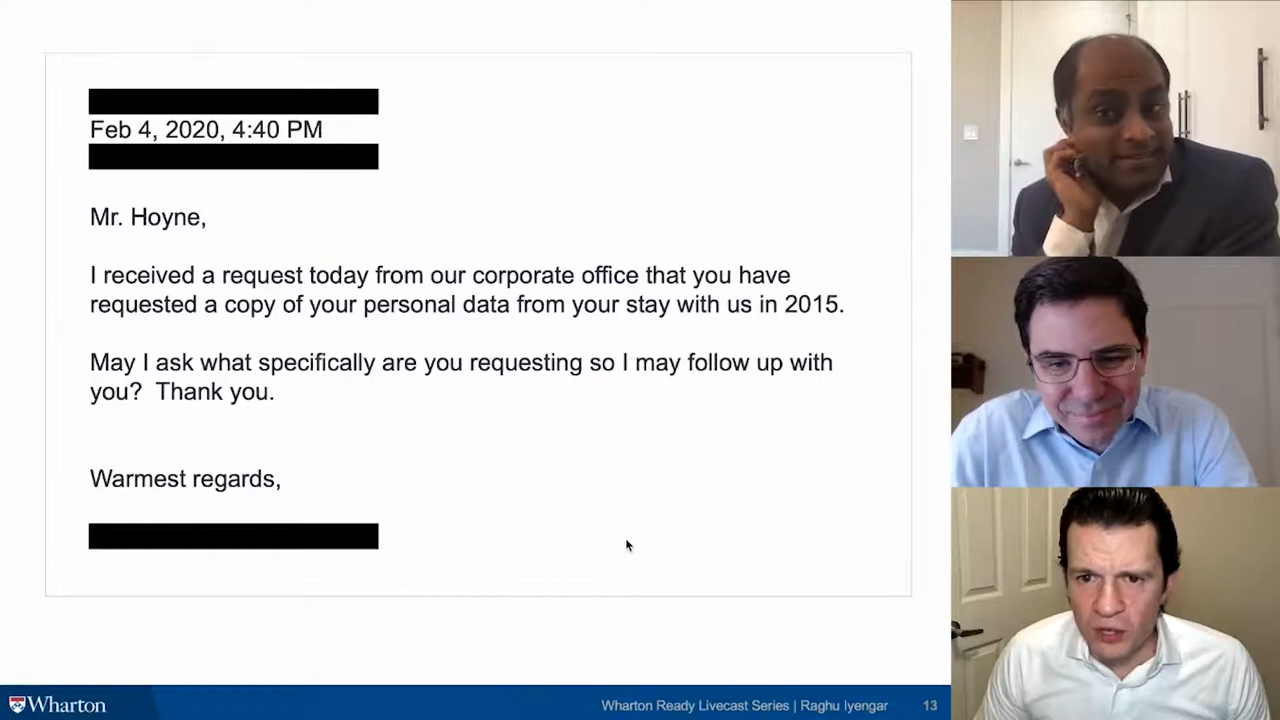 Feb 4, 2020, 4:40 PM
Mr. Hoyne,
I received a request today from our corporate office that you have
requested a copy of your personal data from your stay with us in 2015.
May I ask what specifically are you requesting so I may follow up with
you?  Thank you.
Warmest regards,
Wharton
Wharton Ready Livecast Series | Raghu Iyengar
13